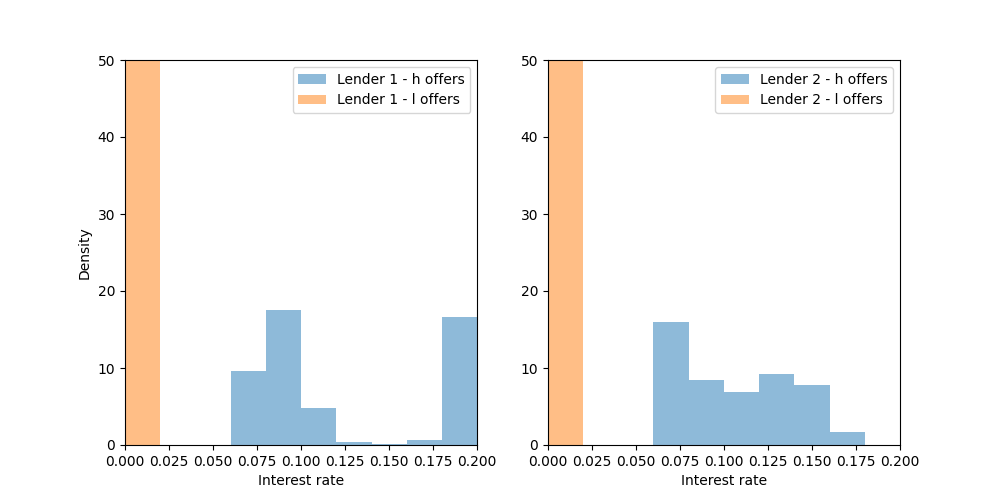 50
40
30
20
10
0
Density
0.000 0.025 0.050 0.075 0.100 0.125 0.150 0.175 0.200
Interest rate
Lender 1 - h offers
Lender 1 - l offers
50
40
30
20
10
0
0.000 0.025 0.050 0.075 0.100 0.125 0.150 0.175 0.200
Interest rate
Lender 2 - h offers
Lender 2 - l offers